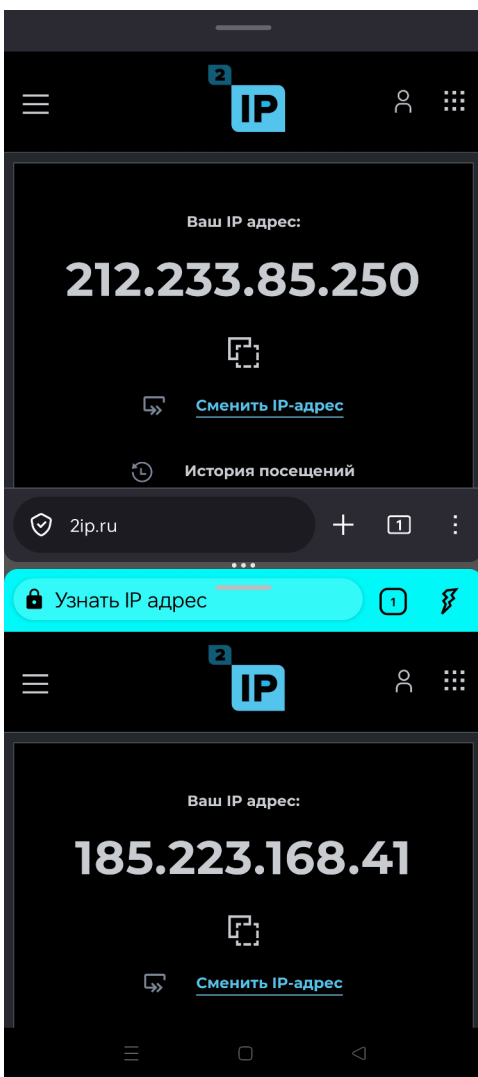 2
IP
Ваш IP адрес:
212.233.85.250
Сменить IP-адрес
История посещений
2ip.ru
1
Узнать IP адрес
1
2
IP
Ваш IP адрес:
185.223.168.41
Сменить IP-адрес